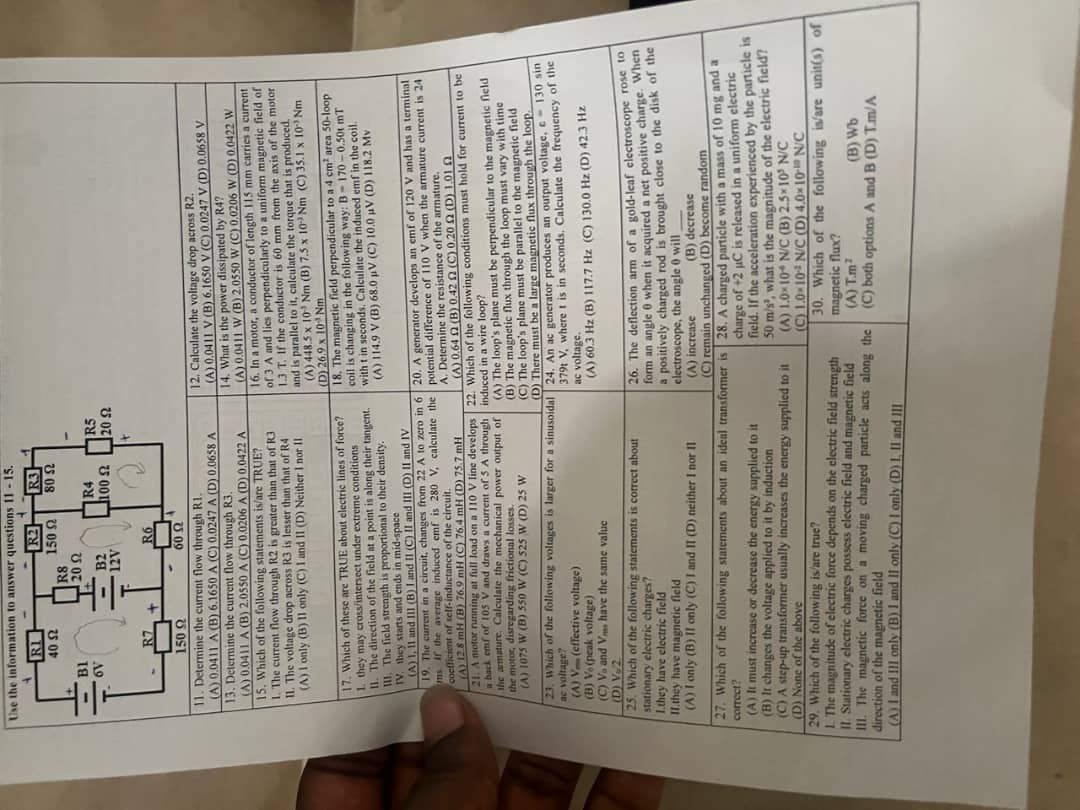 Use the information to answer questions 11 - 15.
R1
40 Ω
R2
150 Ω
R3
80 Ω
R8
20 Ω
B1
6V
B2
12V
R4
100 Ω
R5
20 Ω
R7
150 Ω
R6
60 Ω
11. Determine the current flow through R1.
(A) 0.0411 A (B) 6.1650 A (C) 0.0247 A (D) 0.0658 A
12. Calculate the voltage drop across R2.
(A) 0.0411 V (B) 6.1650 V (C) 0.0247 V (D) 0.0658 V
13. Determine the current flow through R3.
(A) 0.0411 A (B) 2.0550 A (C) 0.0206 A (D) 0.0422 A
14. What is the power dissipated by R4?
(A) 0.0411 W (B) 2.0550 W (C) 0.0206 W (D) 0.0422 W
15. Which of the following statements is/are TRUE?
I. The current flow through R2 is greater than that of R3
II. The voltage drop across R3 is lesser than that of R4
(A) I only (B) II only (C) I and II (D) Neither I nor II
16. In a motor, a conductor of length 115 mm carries a current
of 3 A and lies perpendicularly to a uniform magnetic field of
1.3 T. If the conductor is 60 mm from the axis of the motor
and is parallel to it, calculate the torque that is produced.
(A) 448.5 x 10⁻³ Nm (B) 7.5 x 10⁻³ Nm (C) 35.1 x 10⁻³ Nm
(D) 26.9 x 10⁻³ Nm
17. Which of these are TRUE about electric lines of force?
I. they may cross/intersect under extreme conditions
II. The direction of the field at a point is along their tangent.
III. The field strength is proportional to their density.
IV. they starts and ends in mid-space
(A) I, II and III (B) I and II (C) II and III (D) II and IV
18. The magnetic field perpendicular to a 4 cm² area 50-loop
coil is changing in the following way: B = 170 – 0.50t mT
with t in seconds. Calculate the induced emf in the coil.
(A) 114.9 V (B) 68.0 µV (C) 10.0 µV (D) 118.2 Mv
19. The current in a circuit, changes from 22 A to zero in 6
ms. If the average induced emf is 280 V, calculate the
coefficient of self-inductance of the circuit.
(A) 12.8 mH (B) 76.9 mH (C) 76.4 mH (D) 75.7 mH
20. A generator develops an emf of 120 V and has a terminal
potential difference of 110 V when the armature current is 24
A. Determine the resistance of the armature.
(A) 0.64 Ω (B) 0.42 Ω (C) 0.20 Ω (D) 1.01 Ω
21. A motor running at full load on a 110 V line develops
a back emf of 105 V and draws a current of 5 A through
the armature. Calculate the mechanical power output of
the motor, disregarding frictional losses.
(A) 1075 W (B) 550 W (C) 525 W (D) 25 W
22. Which of the following conditions must hold for current to be
induced in a wire loop?
(A) The loop's plane must be perpendicular to the magnetic field
(B) The magnetic flux through the loop must vary with time
(C) The loop's plane must be parallel to the magnetic field
(D) There must be a large magnetic flux through the loop.
23. Which of the following voltages is larger for a sinusoidal
ac voltage?
(A) Vrms (effective voltage)
(B) V₀ (peak voltage)
(C) V₀ and Vrms have the same value
(D) V₀/2.
24. An ac generator produces an output voltage, ε = 130 sin
379t V, where t is in seconds. Calculate the frequency of the
ac voltage.
(A) 60.3 Hz (B) 117.7 Hz (C) 130.0 Hz (D) 42.3 Hz
25. Which of the following statements is correct about
stationary electric charges?
I.they have electric field
II.they have magnetic field
(A) I only (B) II only (C) I and II (D) neither I nor II
26. The deflection arm of a gold-leaf electroscope rose to
form an angle θ when it acquired a net positive charge. When
a positively charged rod is brought close to the disk of the
electroscope, the angle θ will ___
(A) increase (B) decrease
(C) remain unchanged (D) become random
27. Which of the following statements about an ideal transformer is
correct?
(A) It must increase or decrease the energy supplied to it
(B) It changes the voltage applied to it by induction
(C) A step-up transformer usually increases the energy supplied to it
(D) None of the above
28. A charged particle with a mass of 10 mg and a
charge of +2 µC is released in a uniform electric
field. If the acceleration experienced by the particle is
50 m/s², what is the magnitude of the electric field?
(A) 1.0×10⁻⁶ N/C (B) 2.5×10⁵ N/C
(C) 1.0×10⁻² N/C (D) 4.0×10⁻¹⁰ N/C
29. Which of the following is/are true?
I. The magnitude of electric force depends on the electric field strength
II. Stationary electric charges possess electric field and magnetic field
III. The magnetic force on a moving charged particle acts along the
direction of the magnetic field
(A) I and III only (B) I and II only (C) I only (D) I, II and III
30. Which of the following is/are unit(s) of
magnetic flux?
(A) T.m² (B) Wb
(C) both options A and B (D) T.m/A